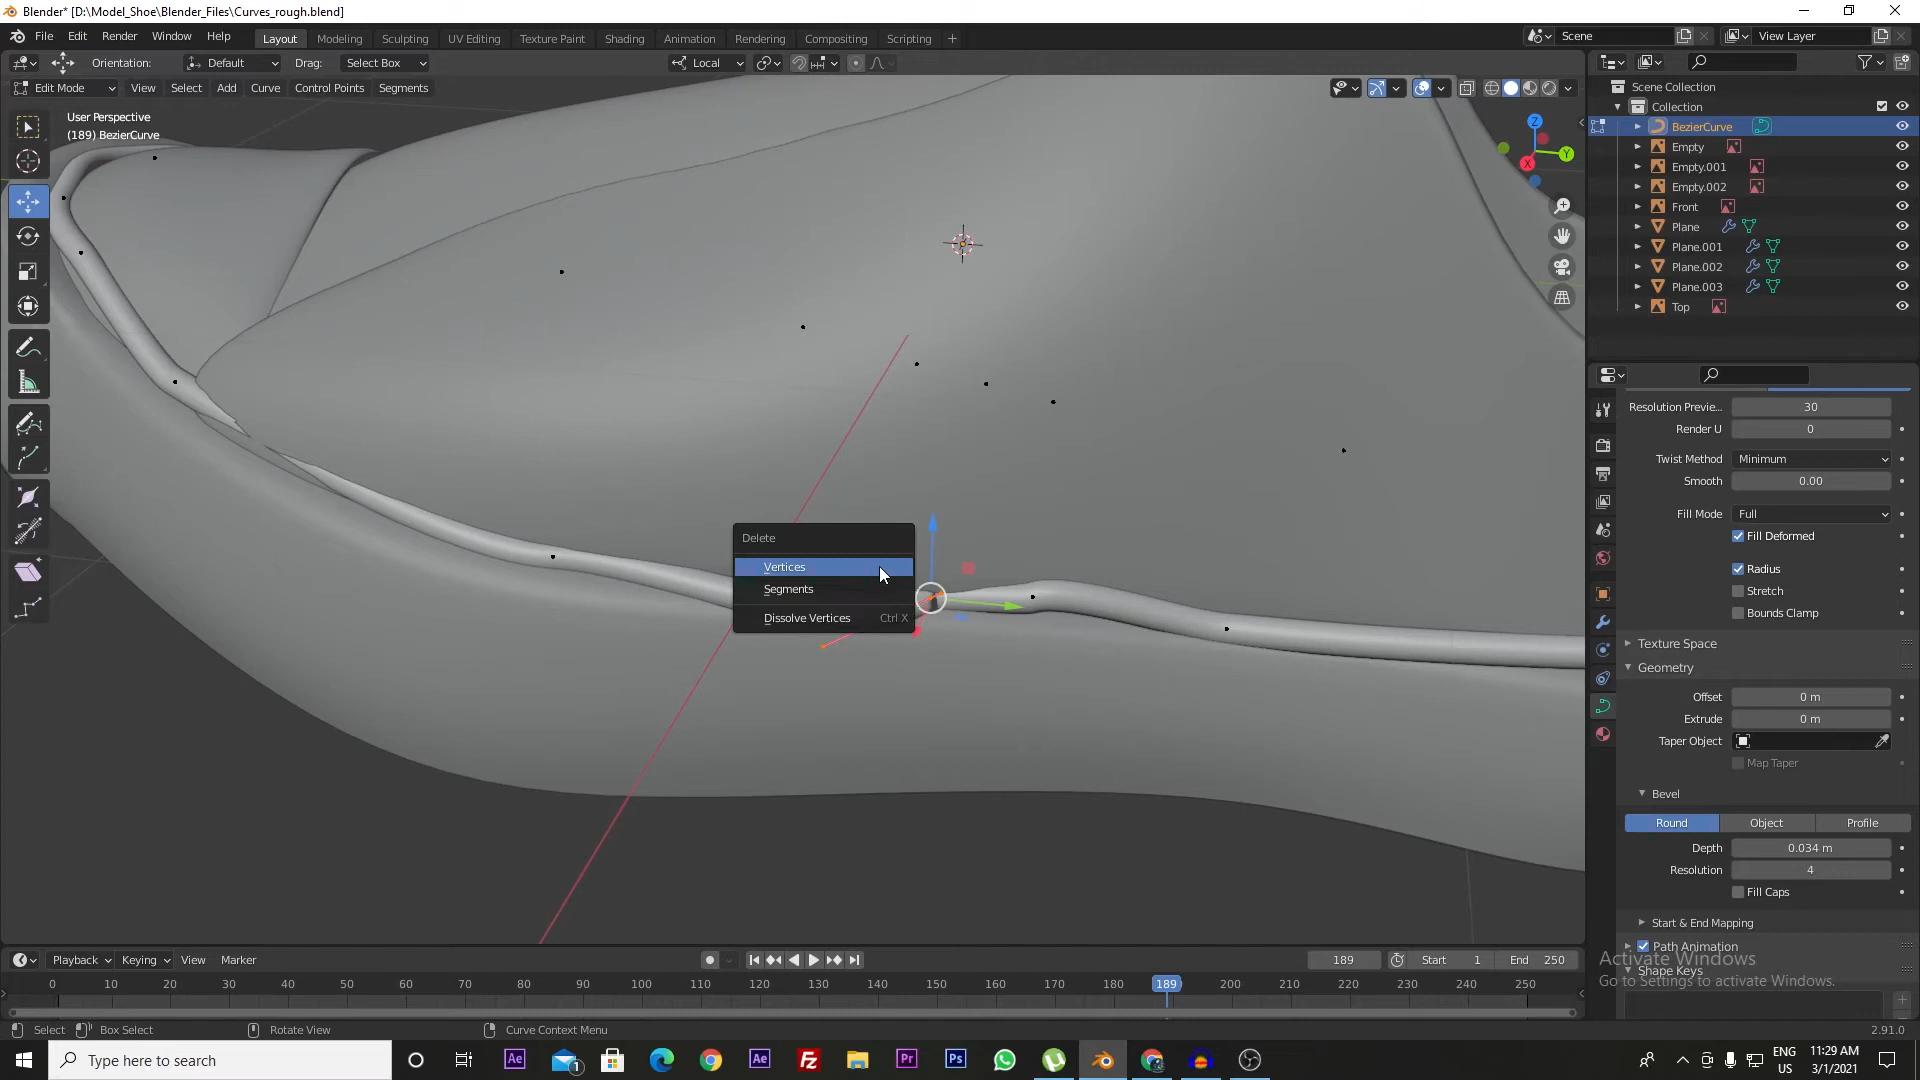 Blender* [D:\Model_Shoe\Blender_Files\Curves_rough.blend]
File Edit Render Window Help
Layout Modeling Sculpting UV Editing Texture Paint Shading Animation Rendering Compositing Scripting +
Scene
View Layer
Orientation: Default Drag: Select Box
Local
Edit Mode View Select Add Curve Control Points Segments
User Perspective
(189) BezierCurve
Z
Y
X
Scene Collection
Collection
BezierCurve
Empty
Empty.001
Empty.002
Front
Plane
Plane.001
Plane.002
Plane.003
Top
Resolution Previe... 30
Render U 0
Twist Method Minimum
Smooth 0.00
Fill Mode Full
Fill Deformed
Radius
Stretch
Bounds Clamp
Texture Space
Geometry
Offset 0 m
Extrude 0 m
Taper Object
Map Taper
Bevel
Round Object Profile
Depth 0.034 m
Resolution 4
Fill Caps
Start & End Mapping
Path Animation
Shape Keys
Delete
Vertices
Segments
Dissolve Vertices Ctrl X
Activate Windows
Go to Settings to activate Windows.
Playback Keying View Marker
189 Start 1 End 250
0 10 20 30 40 50 60 70 80 90 100 110 120 130 140 150 160 170 180 189 200 210 220 230 240 250
Select Box Select Rotate View Curve Context Menu
2.91.0
Type here to search
Ae
1
Ae
Fz
Pr
Ps
ENG
US
11:29 AM
3/1/2021